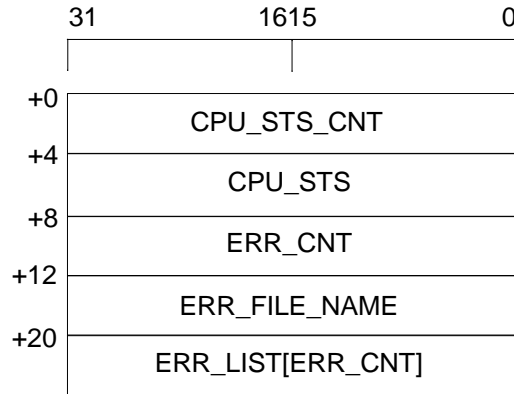 31 1615 0
+0
CPU_STS_CNT
+4
CPU_STS
+8
ERR_CNT
+12
ERR_FILE_NAME
+20
ERR_LIST[ERR_CNT]